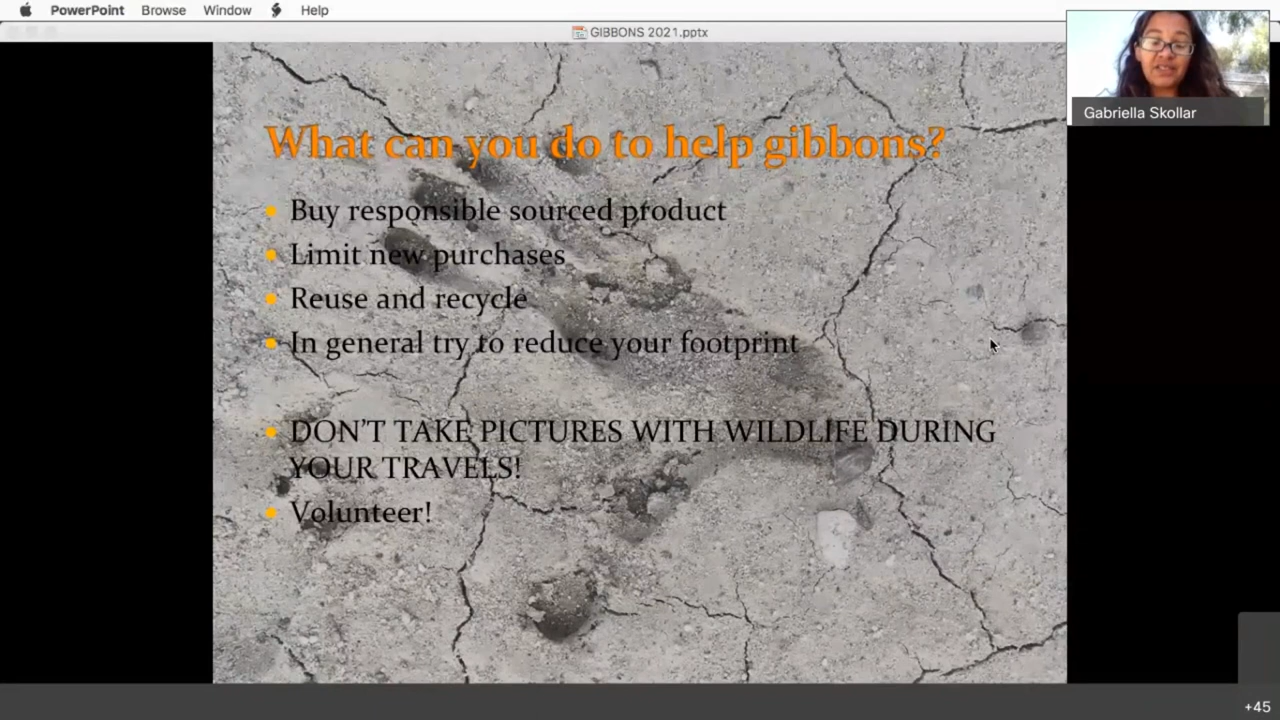 PowerPoint Browse Window Help
GIBBONS 2021.pptx
Gabriella Skollar
What can you do to help gibbons?
Buy responsible sourced product
Limit new purchases
Reuse and recycle
In general try to reduce your footprint
DON'T TAKE PICTURES WITH WILDLIFE DURING
YOUR TRAVELS!
Volunteer!
+45